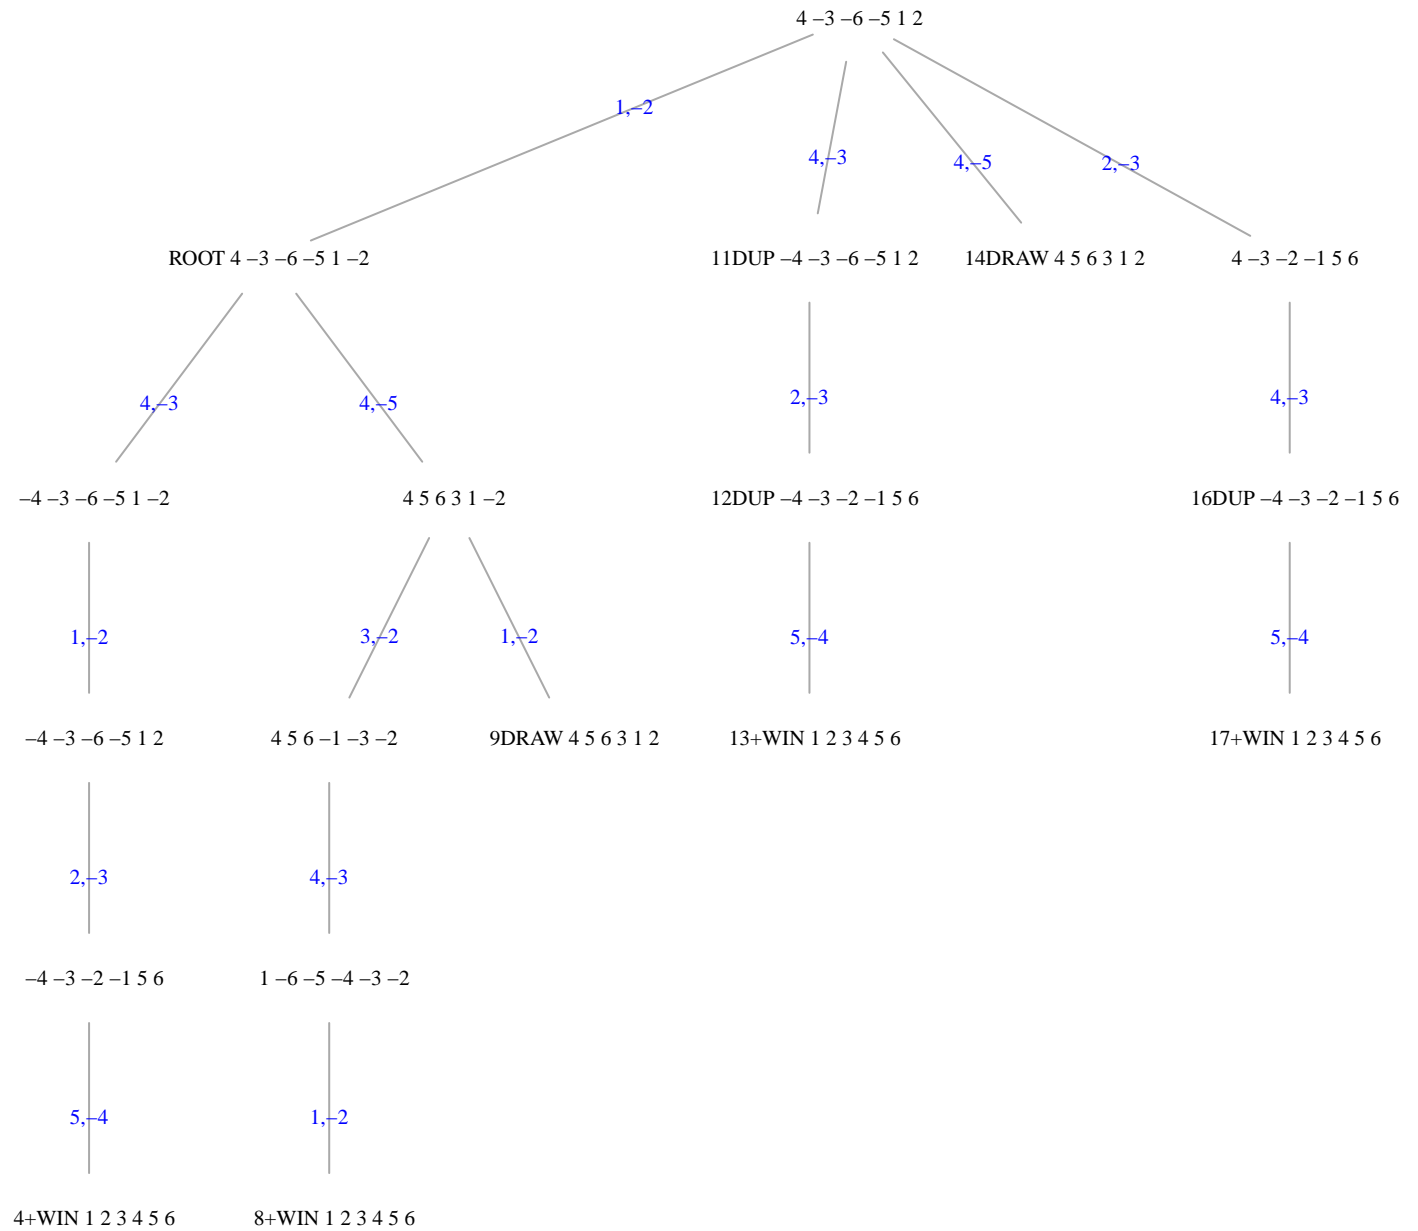 4 –3 –6 –5 1 2
1,–2
4,–3
4,–5
2,–3
ROOT 4 –3 –6 –5 1 –2
11DUP –4 –3 –6 –5 1 2
14DRAW 4 5 6 3 1 2
4 –3 –2 –1 5 6
4,–3
4,–5
2,–3
4,–3
–4 –3 –6 –5 1 –2
4 5 6 3 1 –2
12DUP –4 –3 –2 –1 5 6
16DUP –4 –3 –2 –1 5 6
1,–2
3,–2
1,–2
5,–4
5,–4
–4 –3 –6 –5 1 2
4 5 6 –1 –3 –2
9DRAW 4 5 6 3 1 2
13+WIN 1 2 3 4 5 6
17+WIN 1 2 3 4 5 6
2,–3
4,–3
–4 –3 –2 –1 5 6
1 –6 –5 –4 –3 –2
5,–4
1,–2
4+WIN 1 2 3 4 5 6
8+WIN 1 2 3 4 5 6